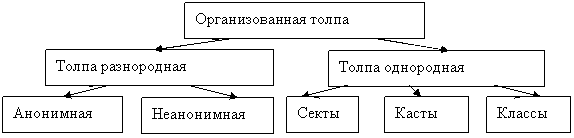 Организованная толпа
Толпа разнородная
Толпа однородная
Анонимная
Неанонимная
Секты
Касты
Классы